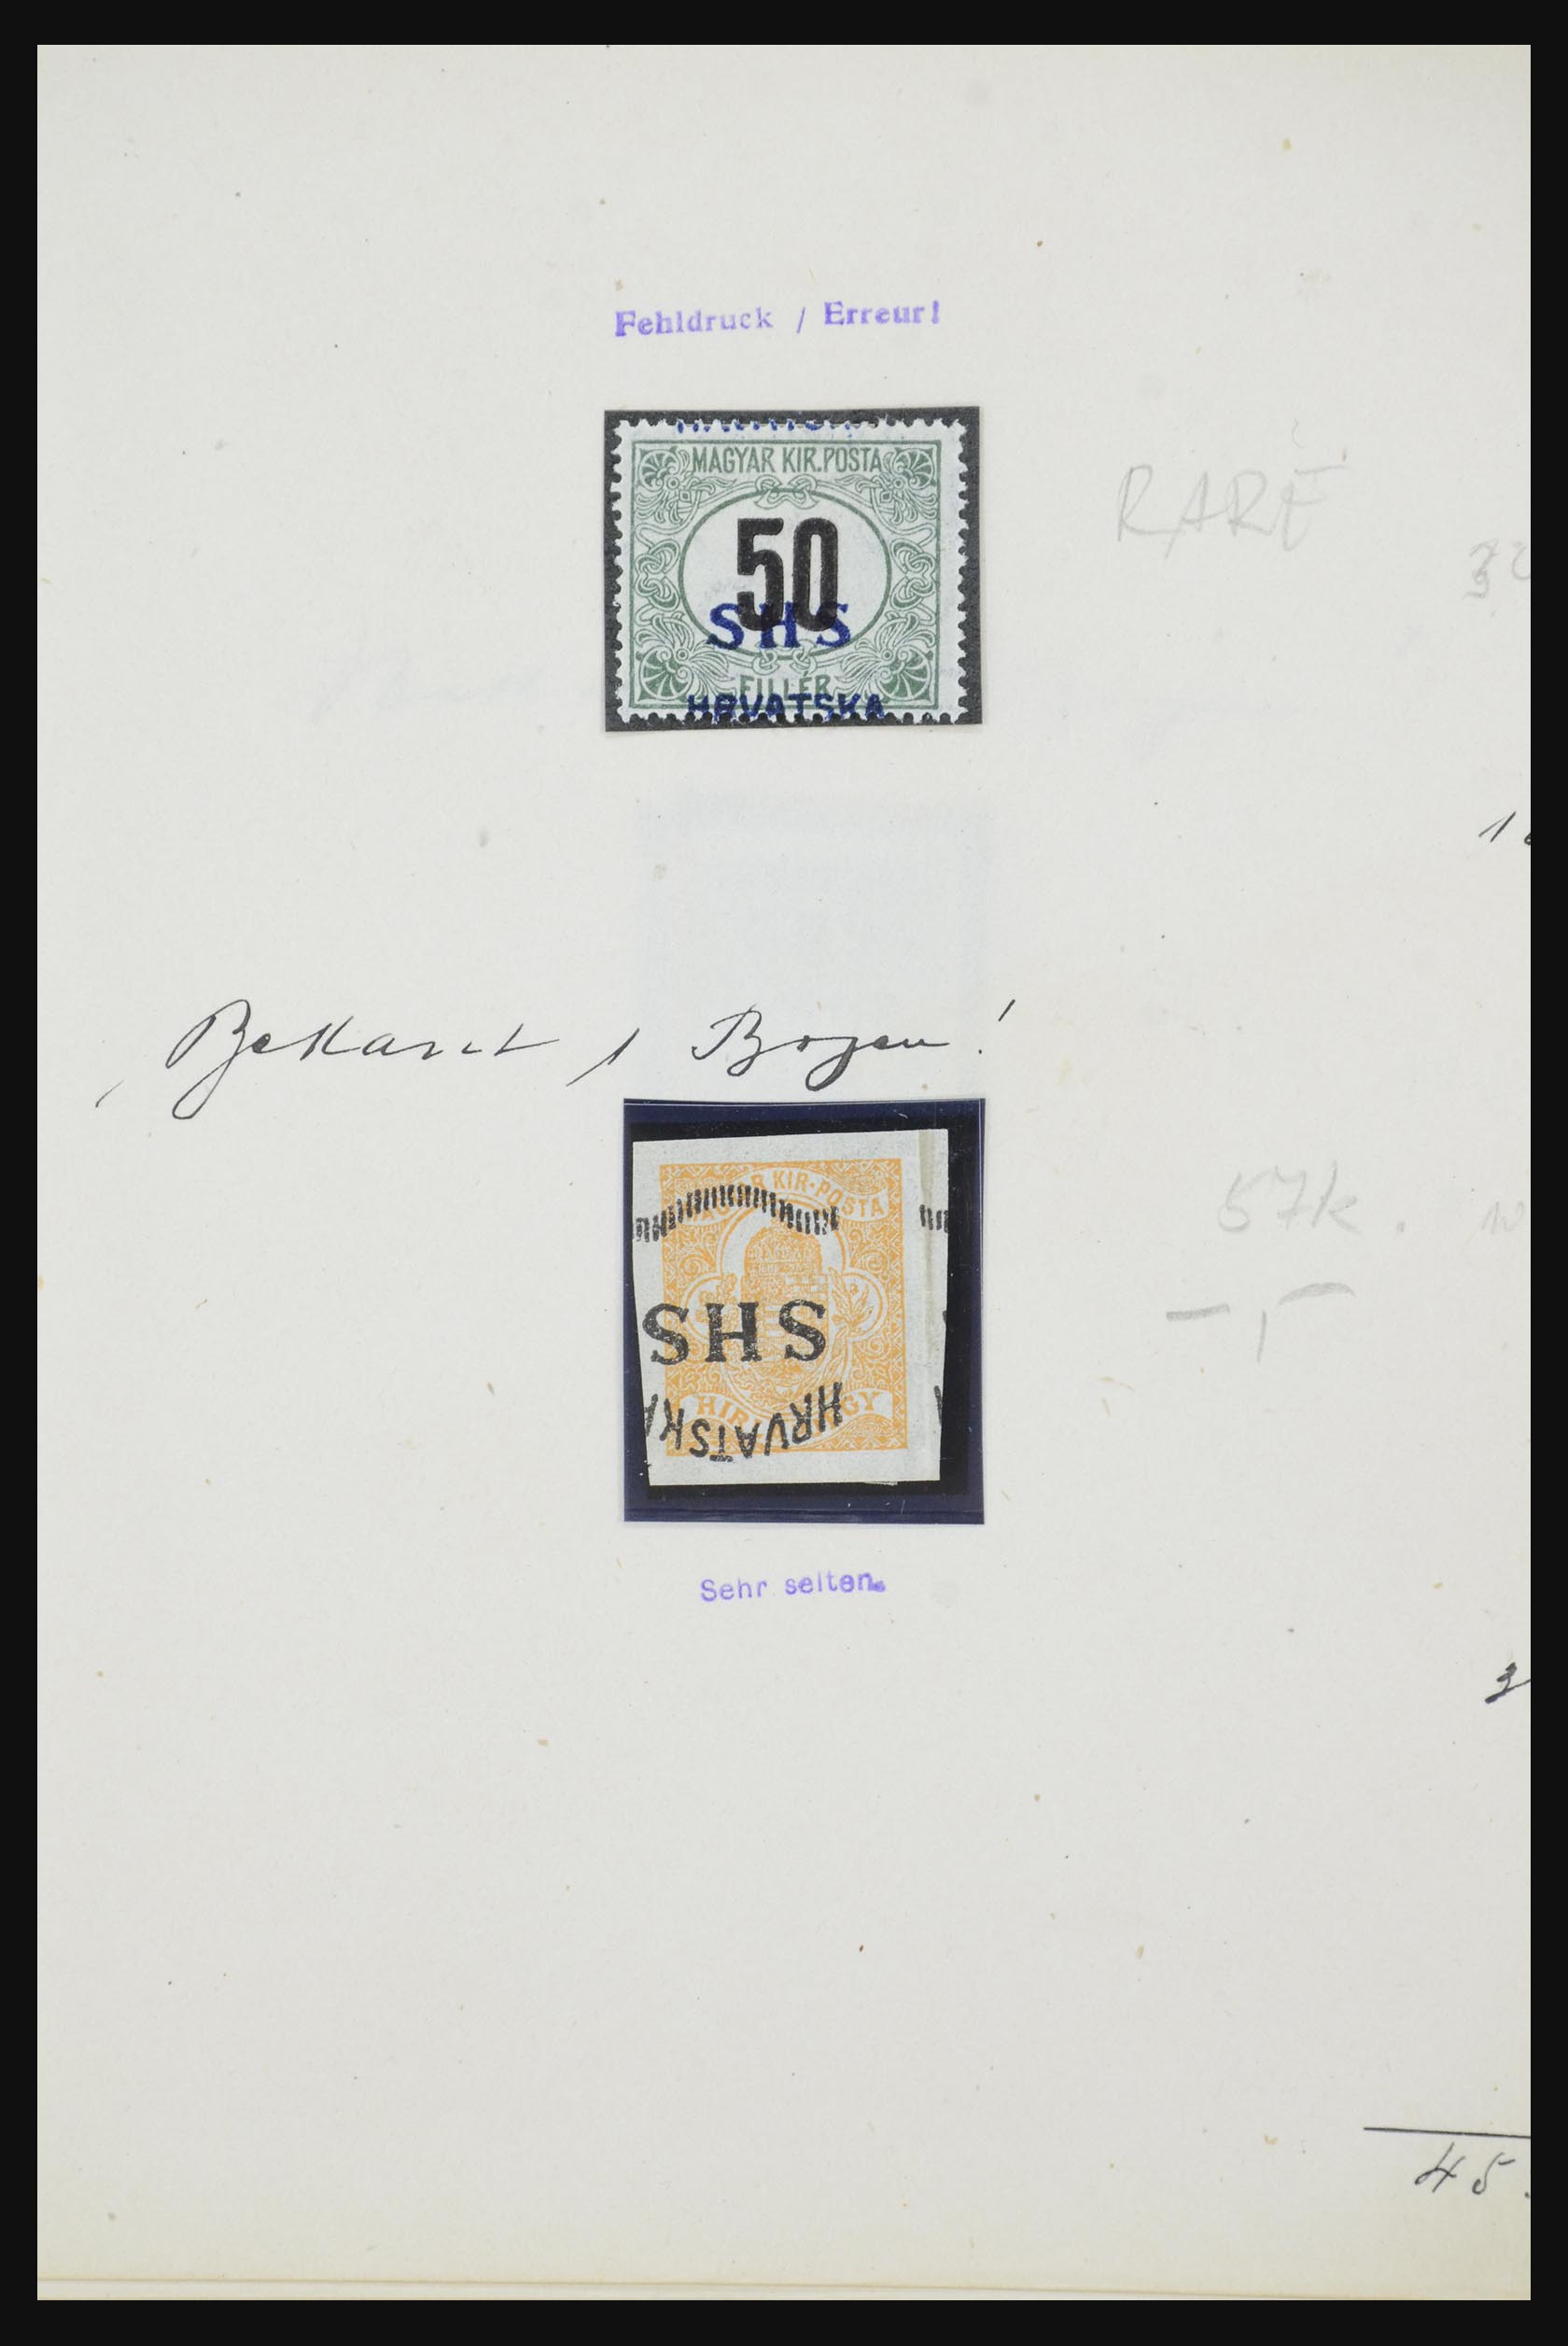 Fehldruck / Erreur!
MAGYAR KIR. POSTA
50
SHS
FILLÉR
HRVATSKA
RARE
Bekannt 1 Bogen!
KIR·POSTA
SHS
HRVATSKA
57k.
Sehr selten.
45.